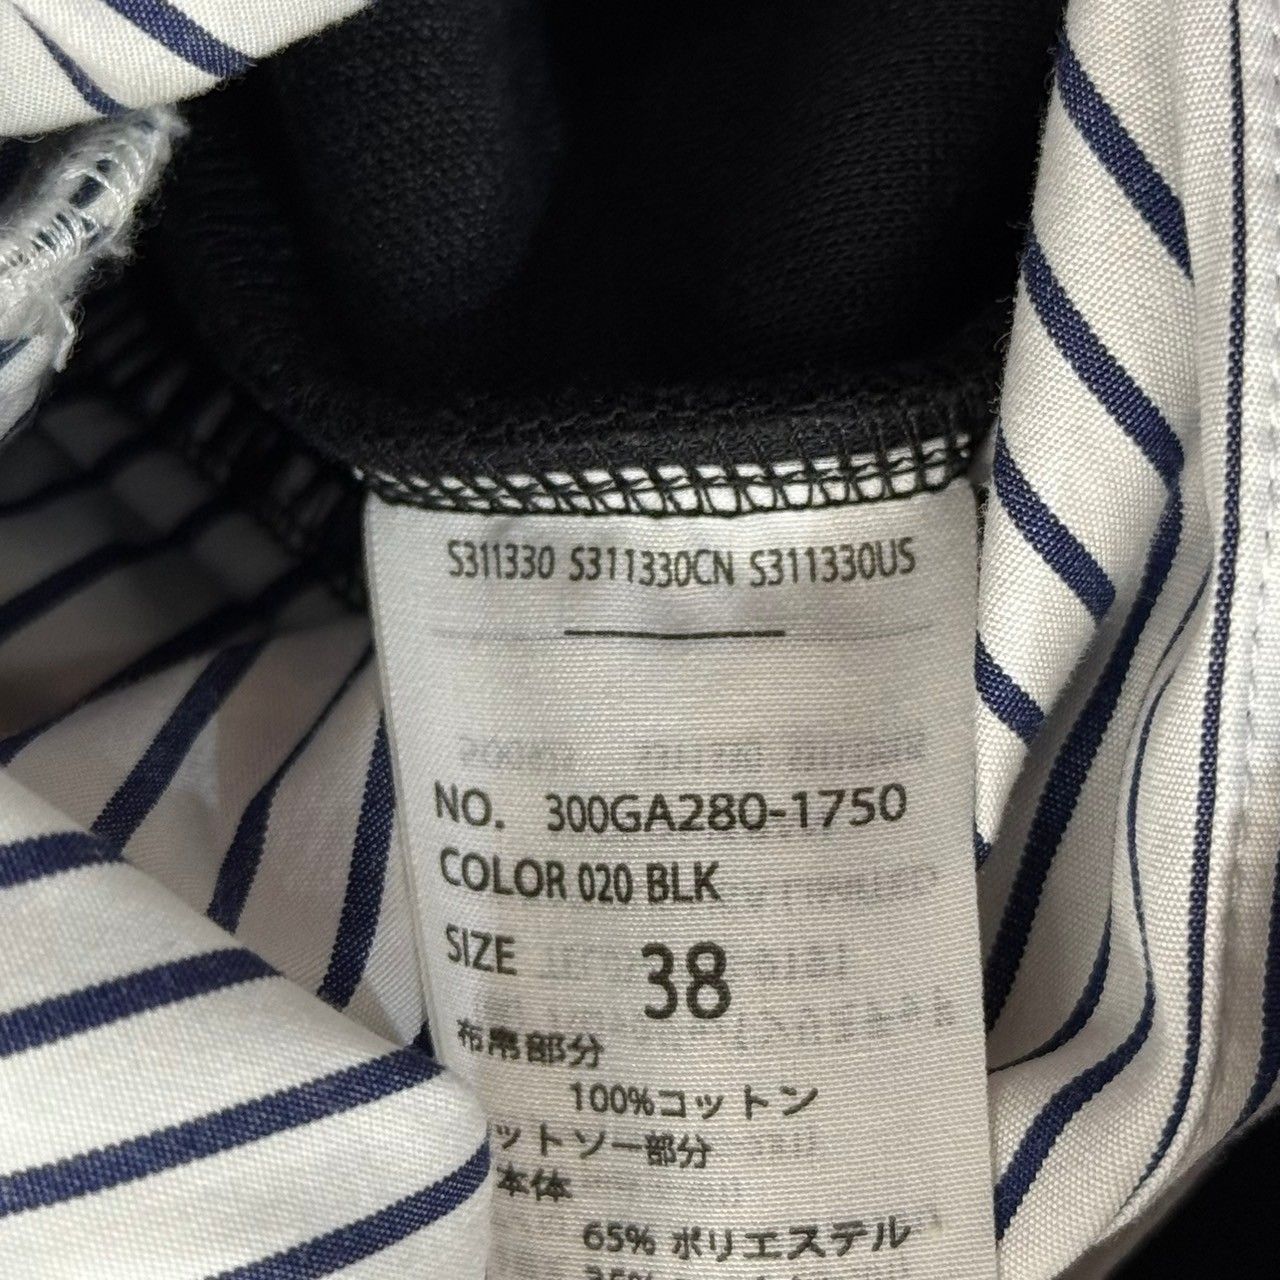 S311330 S311330CN S311330US
NO. 300GA280-1750
COLOR 020 BLK
SIZE 38
布帛部分
100%コットン
ットソー部分
本体
65% ポリエステル
35%